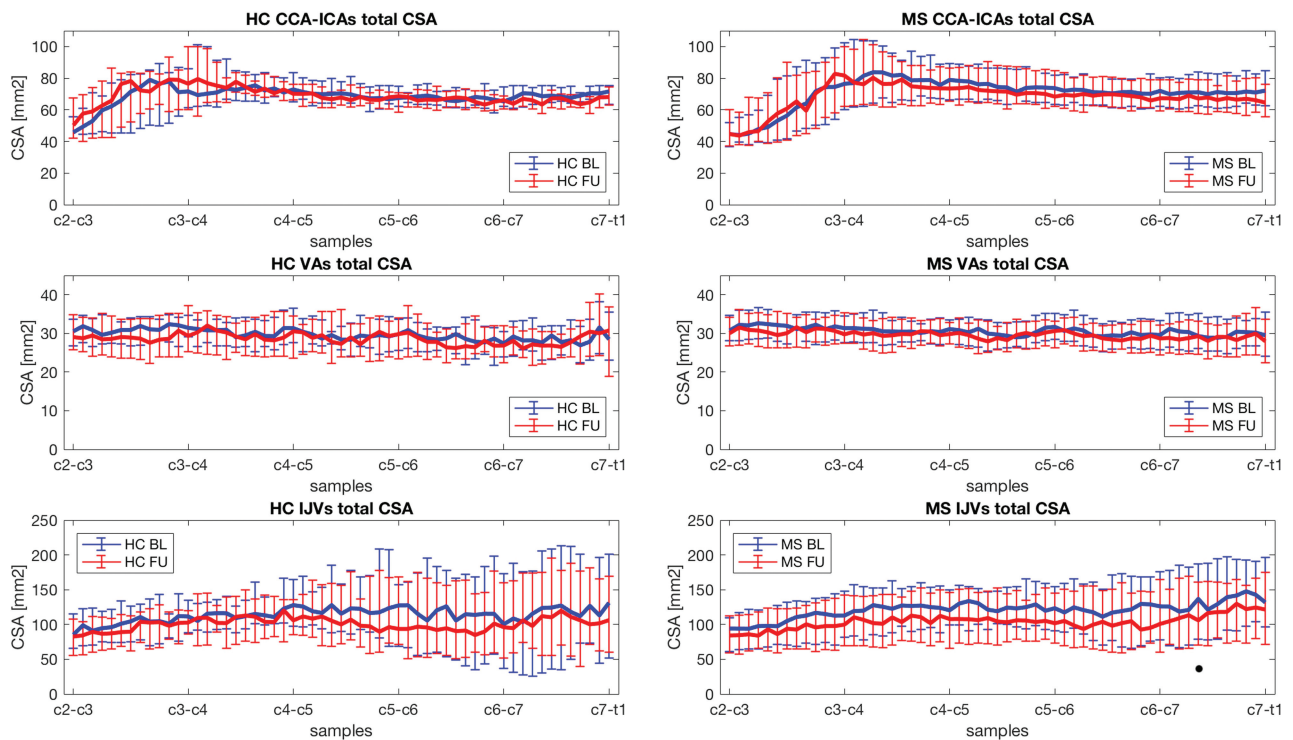 HC CCA-ICAs total CSA
CSA [mm2]
100
80
60
40
20
0
HC BL
HC FU
c2-c3 c3-c4 c4-c5 c5-c6 c6-c7 c7-t1
samples
MS CCA-ICAs total CSA
CSA [mm2]
100
80
60
40
20
0
MS BL
MS FU
c2-c3 c3-c4 c4-c5 c5-c6 c6-c7 c7-t1
samples
HC VAs total CSA
CSA [mm2]
40
30
20
10
0
HC BL
HC FU
c2-c3 c3-c4 c4-c5 c5-c6 c6-c7 c7-t1
samples
MS VAs total CSA
CSA [mm2]
40
30
20
10
0
MS BL
MS FU
c2-c3 c3-c4 c4-c5 c5-c6 c6-c7 c7-t1
samples
HC IJVs total CSA
CSA [mm2]
250
200
150
100
50
0
HC BL
HC FU
c2-c3 c3-c4 c4-c5 c5-c6 c6-c7 c7-t1
samples
MS IJVs total CSA
CSA [mm2]
250
200
150
100
50
0
MS BL
MS FU
c2-c3 c3-c4 c4-c5 c5-c6 c6-c7 c7-t1
samples